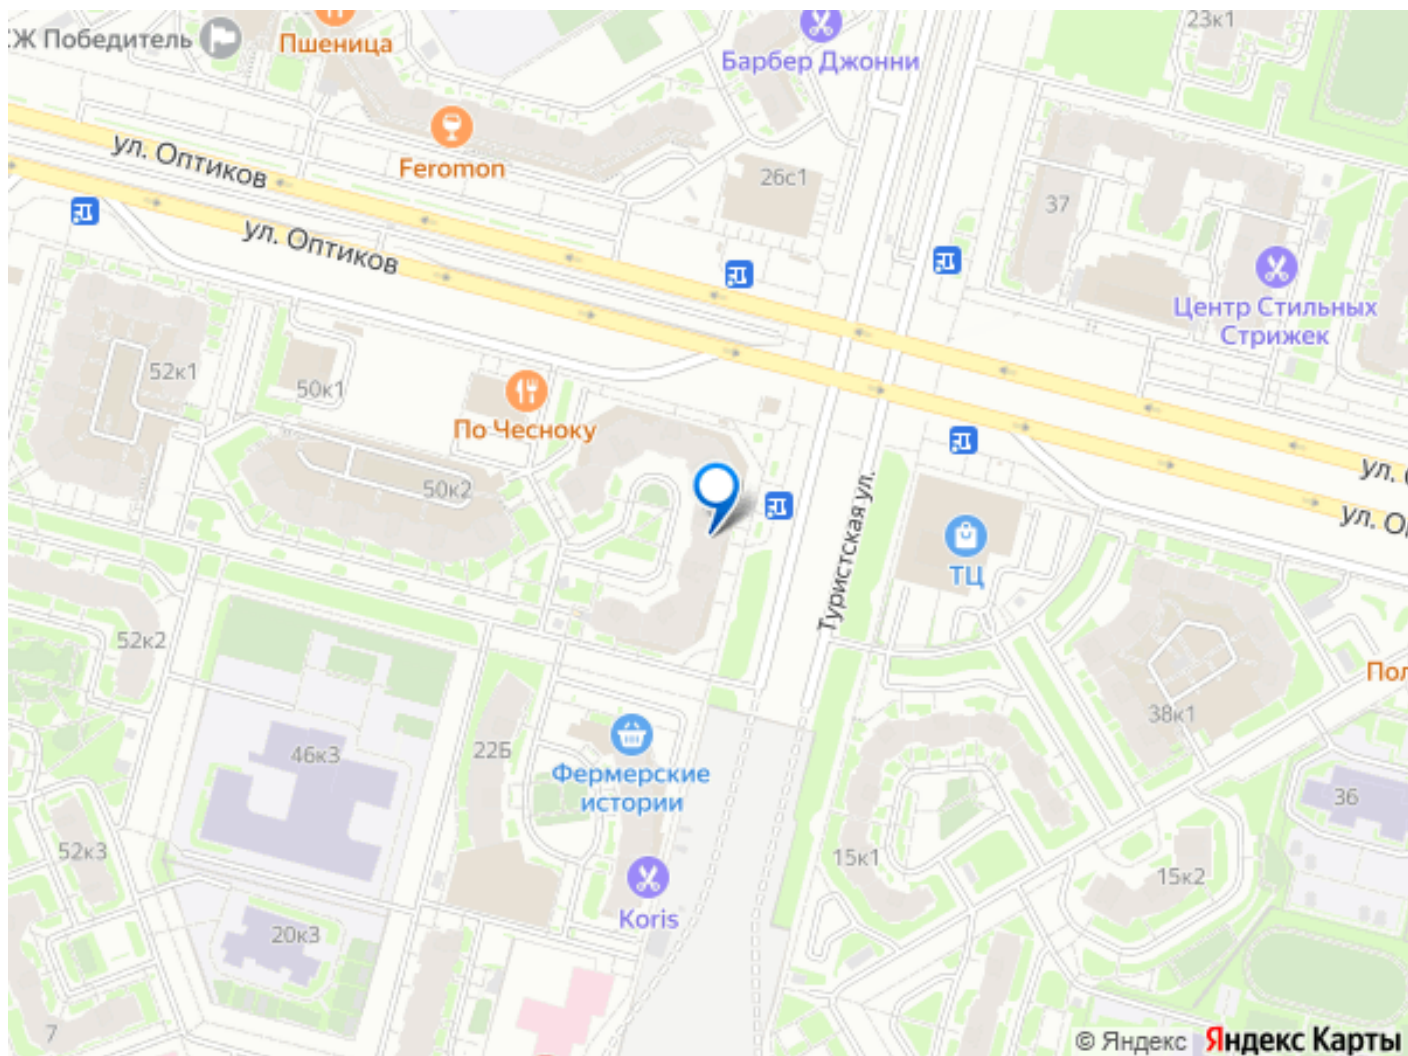 23к1
СЖ Победитель
Пшеница
Барбер Джонни
ул. Оптиков
Feromon
26с1
37
ул. Оптиков
Центр Стильных
Стрижек
52к1
50к1
По Чесноку
ул. О
50к2
ул. Оп
Туристская ул.
ТЦ
52к2
Пол
38к1
46к3
22Б
Фермерские
истории
36
52к3
15к1
15к2
Koris
20к3
7
© Яндекс Яндекс Карты